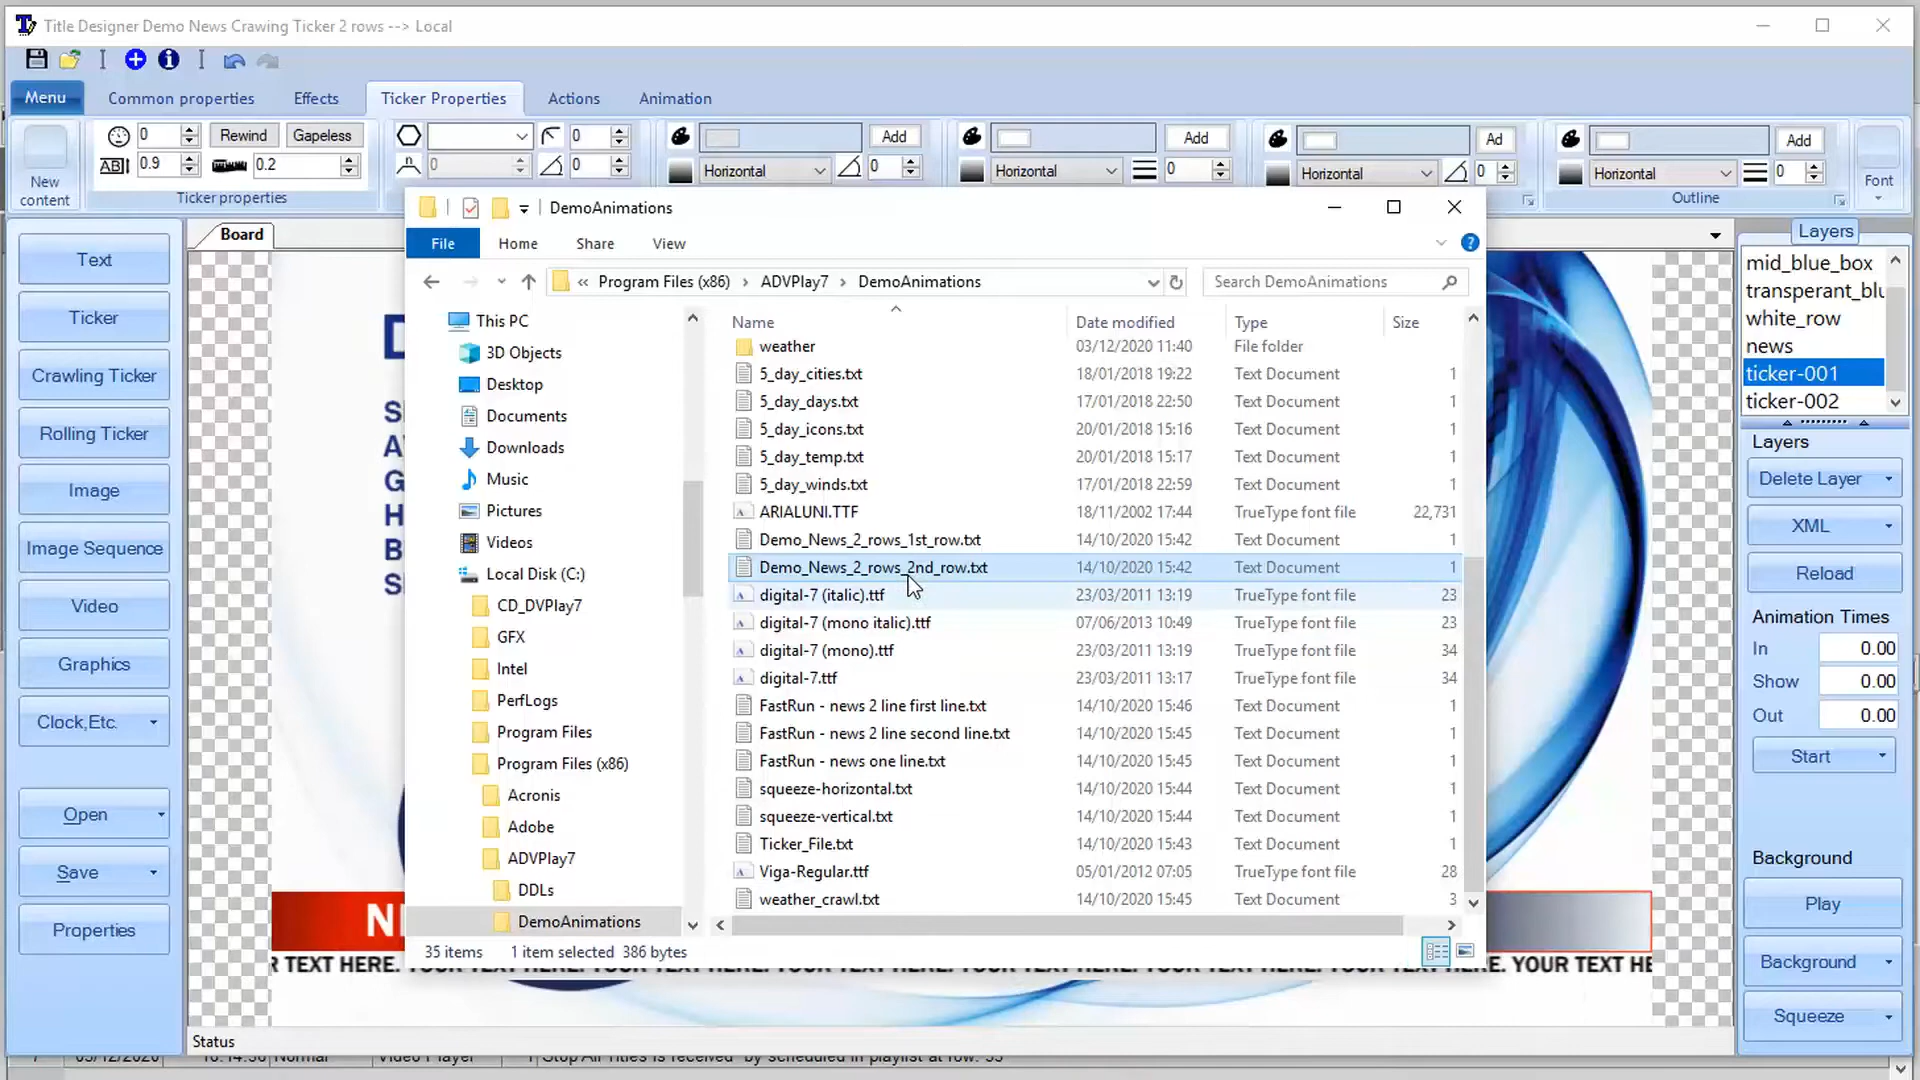 Title Designer Demo News Crawing Ticker 2 rows --> Local
Menu
Common properties
Effects
Ticker Properties
Actions
Animation
New content
0
Rewind
Gapeless
ABI
0.9
0.2
Ticker properties
0
0
0
Add
Horizontal
0
Add
Horizontal
0
Ad
Horizontal
0
Add
Horizontal
0
Outline
Font
Text
Ticker
Crawling Ticker
Rolling Ticker
Image
Image Sequence
Video
Graphics
Clock,Etc.
Open
Save
Properties
Board
DemoAnimations
File
Home
Share
View
« Program Files (x86) > ADVPlay7 > DemoAnimations
Search DemoAnimations
This PC
3D Objects
Desktop
Documents
Downloads
Music
Pictures
Videos
Local Disk (C:)
CD_DVPlay7
GFX
Intel
PerfLogs
Program Files
Program Files (x86)
Acronis
Adobe
ADVPlay7
DDLs
DemoAnimations
Name Date modified Type Size
weather 03/12/2020 11:40 File folder
5_day_cities.txt 18/01/2018 19:22 Text Document 1
5_day_days.txt 17/01/2018 22:50 Text Document 1
5_day_icons.txt 20/01/2018 15:16 Text Document 1
5_day_temp.txt 20/01/2018 15:17 Text Document 1
5_day_winds.txt 17/01/2018 22:59 Text Document 1
ARIALUNI.TTF 18/11/2002 17:44 TrueType font file 22,731
Demo_News_2_rows_1st_row.txt 14/10/2020 15:42 Text Document 1
Demo_News_2_rows_2nd_row.txt 14/10/2020 15:42 Text Document 1
digital-7 (italic).ttf 23/03/2011 13:19 TrueType font file 23
digital-7 (mono italic).ttf 07/06/2013 10:49 TrueType font file 23
digital-7 (mono).ttf 23/03/2011 13:19 TrueType font file 34
digital-7.ttf 23/03/2011 13:17 TrueType font file 34
FastRun - news 2 line first line.txt 14/10/2020 15:46 Text Document 1
FastRun - news 2 line second line.txt 14/10/2020 15:45 Text Document 1
FastRun - news one line.txt 14/10/2020 15:45 Text Document 1
squeeze-horizontal.txt 14/10/2020 15:44 Text Document 1
squeeze-vertical.txt 14/10/2020 15:44 Text Document 1
Ticker_File.txt 14/10/2020 15:43 Text Document 1
Viga-Regular.ttf 05/01/2012 07:05 TrueType font file 28
weather_crawl.txt 14/10/2020 15:45 Text Document 3
35 items 1 item selected 386 bytes
R TEXT HERE. YOUR TEXT HERE. YOUR TEXT HE
Layers
mid_blue_box
transperant_blu
white_row
news
ticker-001
ticker-002
Layers
Delete Layer
XML
Reload
Animation Times
In 0.00
Show 0.00
Out 0.00
Start
Background
Play
Background
Squeeze
Status
Stop All Titles is received by scheduled in playlist at row: 33